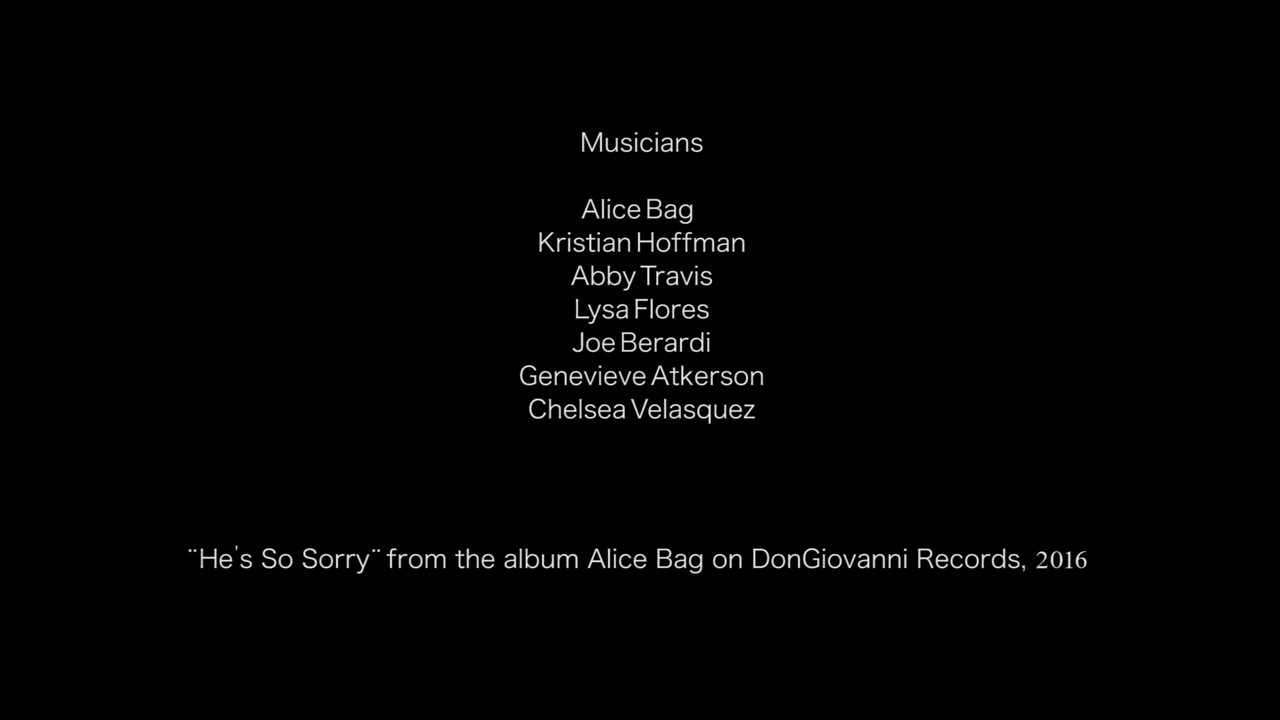 Musicians
Alice Bag
Kristian Hoffman
Abby Travis
Lysa Flores
Joe Berardi
Genevieve Atkerson
Chelsea Velasquez
¨He's So Sorry¨ from the album Alice Bag on DonGiovanni Records, 2016